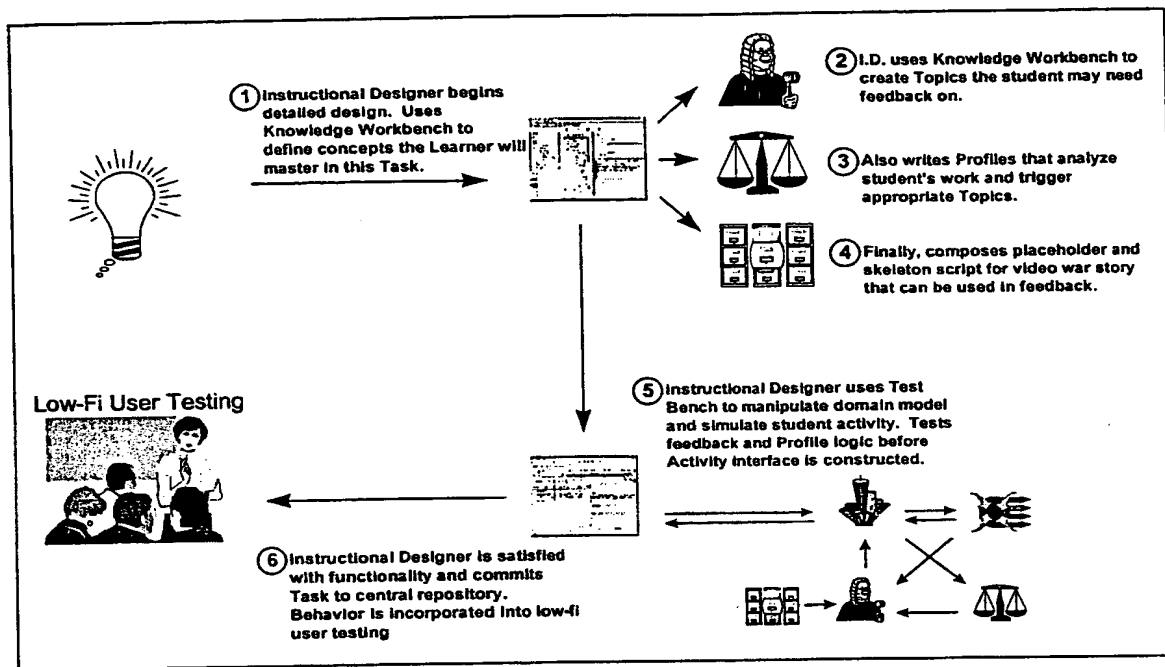 1 Instructional Designer begins
detailed design. Uses
Knowledge Workbench to
define concepts the Learner will
master in this Task.
2 I.D. uses Knowledge Workbench to
create Topics the student may need
feedback on.
3 Also writes Profiles that analyze
student's work and trigger
appropriate Topics.
4 Finally, composes placeholder and
skeleton script for video war story
that can be used in feedback.
5 Instructional Designer uses Test
Bench to manipulate domain model
and simulate student activity. Tests
feedback and Profile logic before
Activity Interface is constructed.
Low-Fi User Testing
6 Instructional Designer is satisfied
with functionality and commits
Task to central repository.
Behavior is incorporated into low-fi
user testing